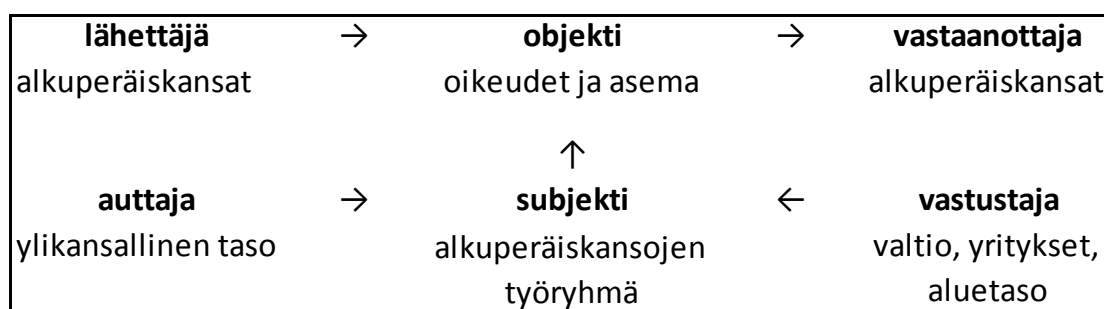 lähettäjä → objekti → vastaanottaja
alkuperäiskansat oikeudet ja asema alkuperäiskansat
↑
auttaja → subjekti ← vastustaja
ylikansallinen taso alkuperäiskansojen valtio, yritykset,
työryhmä aluetaso